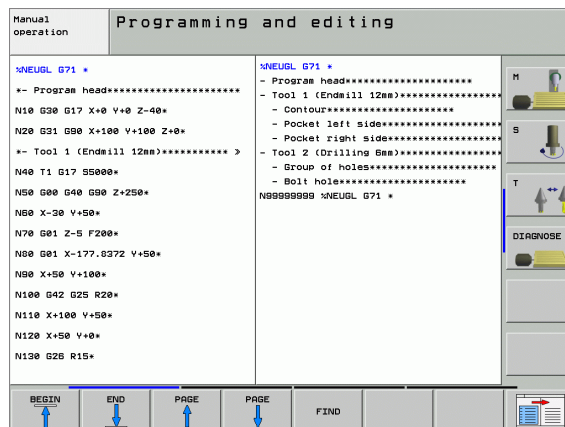 Manual
operation
Programming and editing
%NEUGL G71 *
*- Program head***********************
N10 G30 G17 X+0 Y+0 Z-40*
N20 G31 G90 X+100 Y+100 Z+0*
*- Tool 1 (Endmill 12mm)*********** »
N40 T1 G17 S5000*
N50 G00 G40 G90 Z+250*
N60 X-30 Y+50*
N70 G01 Z-5 F200*
N80 G01 X-177.8372 Y+50*
N90 X+50 Y+100*
N100 G42 G25 R20*
N110 X+100 Y+50*
N120 X+50 Y+0*
N130 G26 R15*
%NEUGL G71 *
- Program head**********************
- Tool 1 (Endmill 12mm)******************
- Contour**********************
- Pocket left side********************
- Pocket right side*******************
- Tool 2 (Drilling 6mm)******************
- Group of holes**********************
- Bolt hole**********************
N99999999 %NEUGL G71 *
M
S
T
DIAGNOSE
BEGIN
END
PAGE
PAGE
FIND